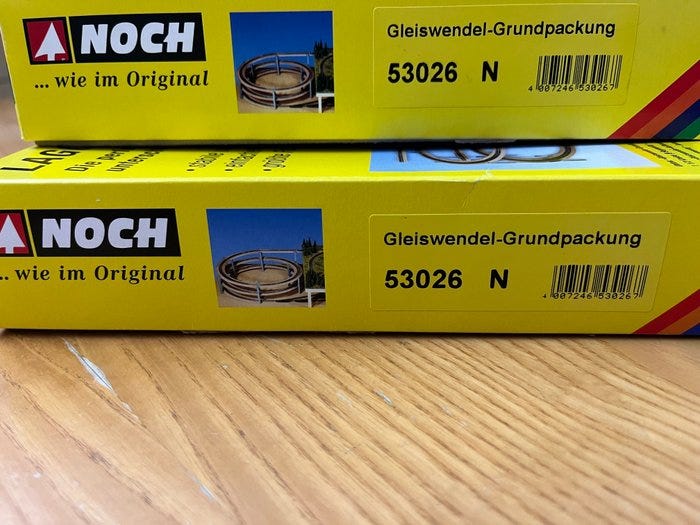 NOCH
... wie im Original
Gleiswendel-Grundpackung
53026 N
4 007246 530267
LAG
NOCH
.. wie im Original
Gleiswendel-Grundpackung
53026 N
4 007246 530267